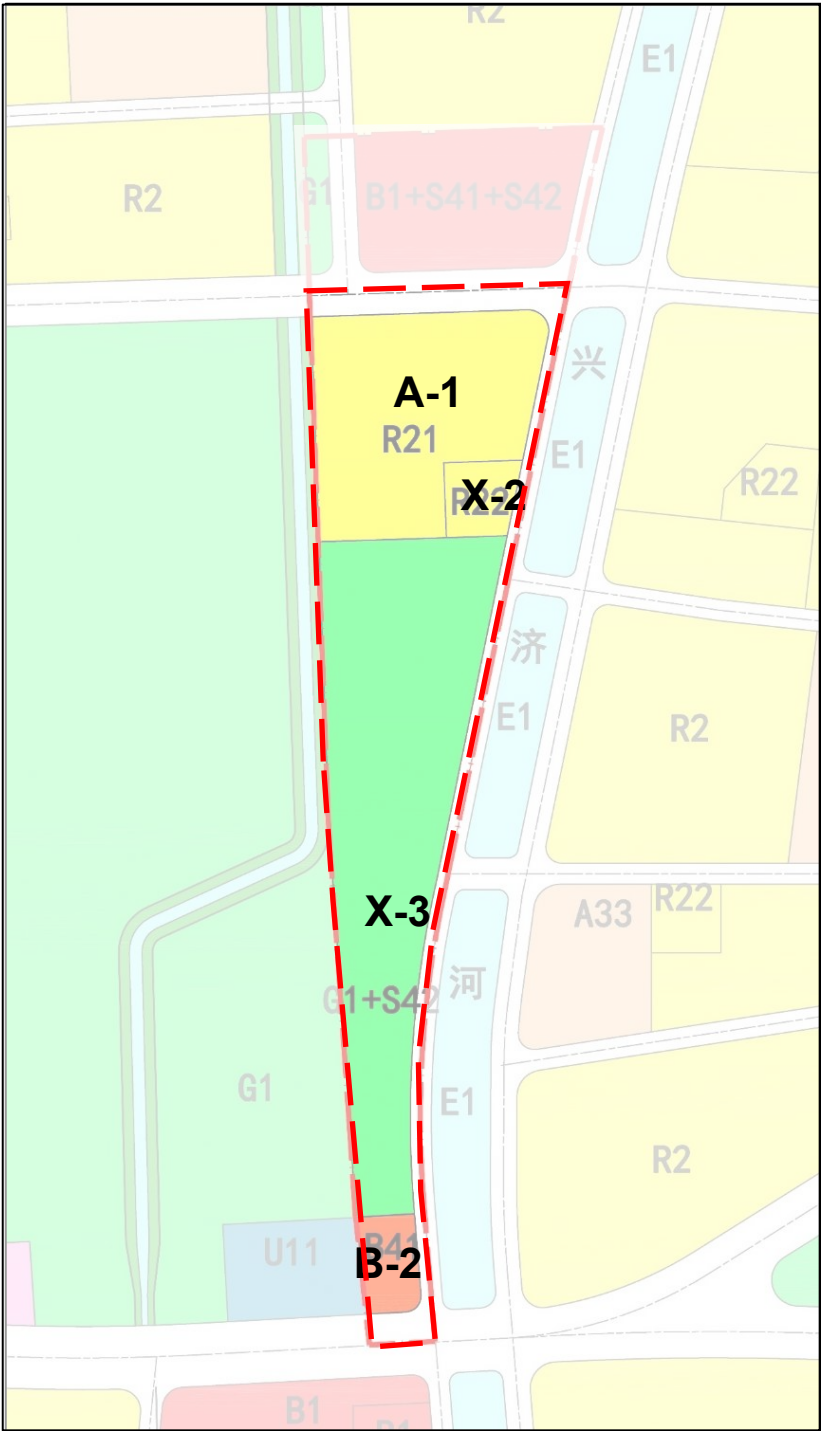 R2
E1
R2
G1
B1+S41+S42
兴
A-1
R21
E1
R22
X-2
R22
济
E1
R2
X-3
R22
A33
河
G1+S42
G1
E1
R2
B41
U11
B-2
B1